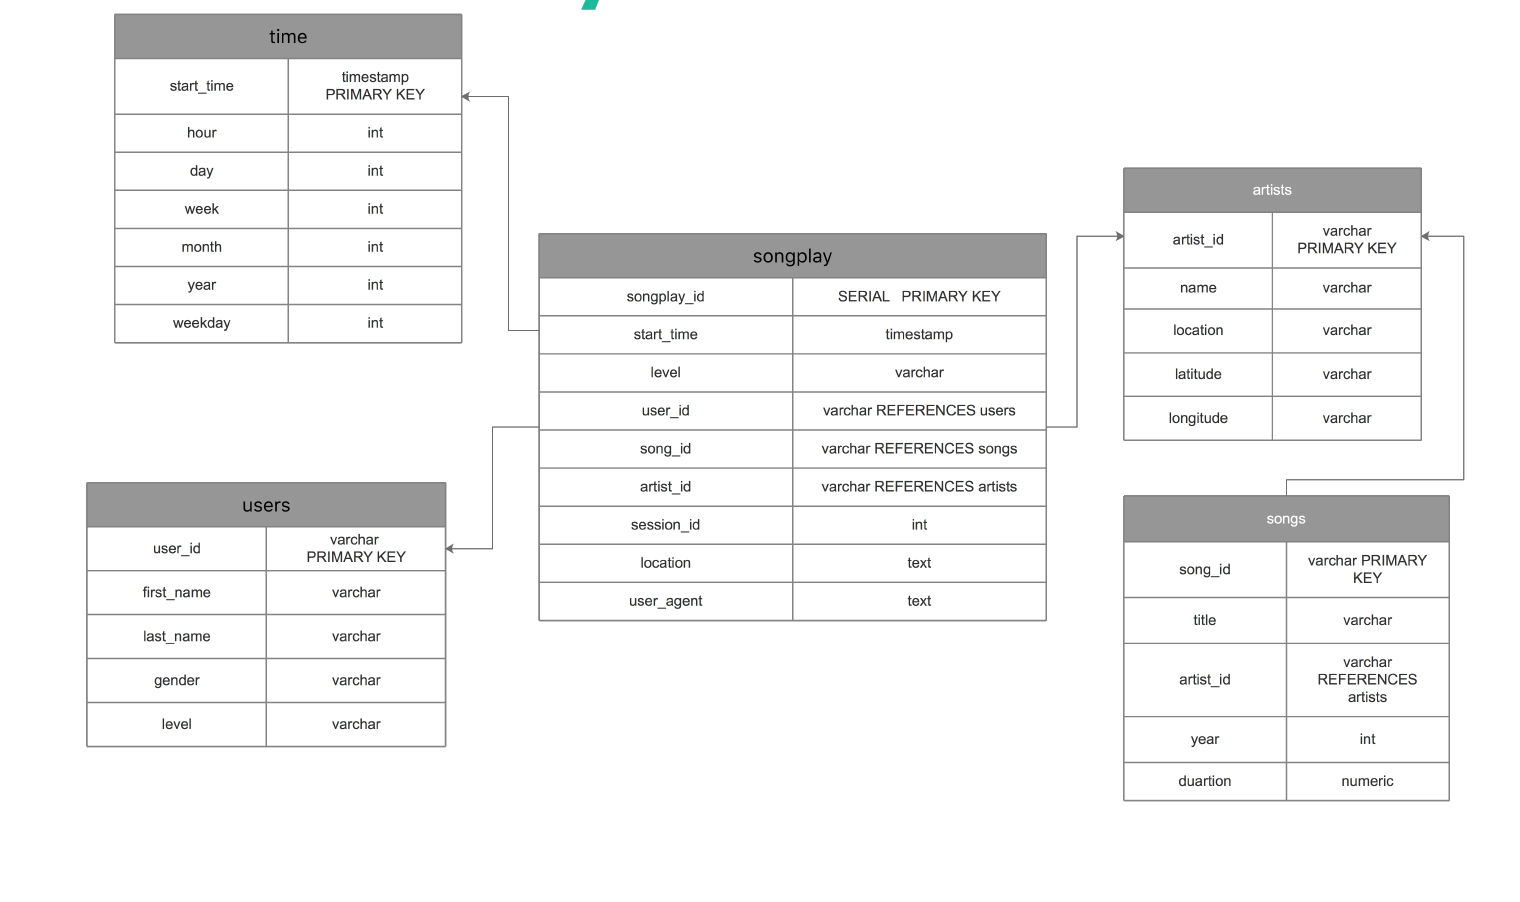 time
start_time
timestamp
PRIMARY KEY
hour
int
day
int
week
int
month
int
year
int
weekday
int
users
user_id
varchar
PRIMARY KEY
first_name
varchar
last_name
varchar
gender
varchar
level
varchar
songplay
songplay_id
SERIAL   PRIMARY KEY
start_time
timestamp
level
varchar
user_id
varchar REFERENCES users
song_id
varchar REFERENCES songs
artist_id
varchar REFERENCES artists
session_id
int
location
text
user_agent
text
artists
artist_id
varchar
PRIMARY KEY
name
varchar
location
varchar
latitude
varchar
longitude
varchar
songs
song_id
varchar PRIMARY
KEY
title
varchar
artist_id
varchar
REFERENCES
artists
year
int
duartion
numeric